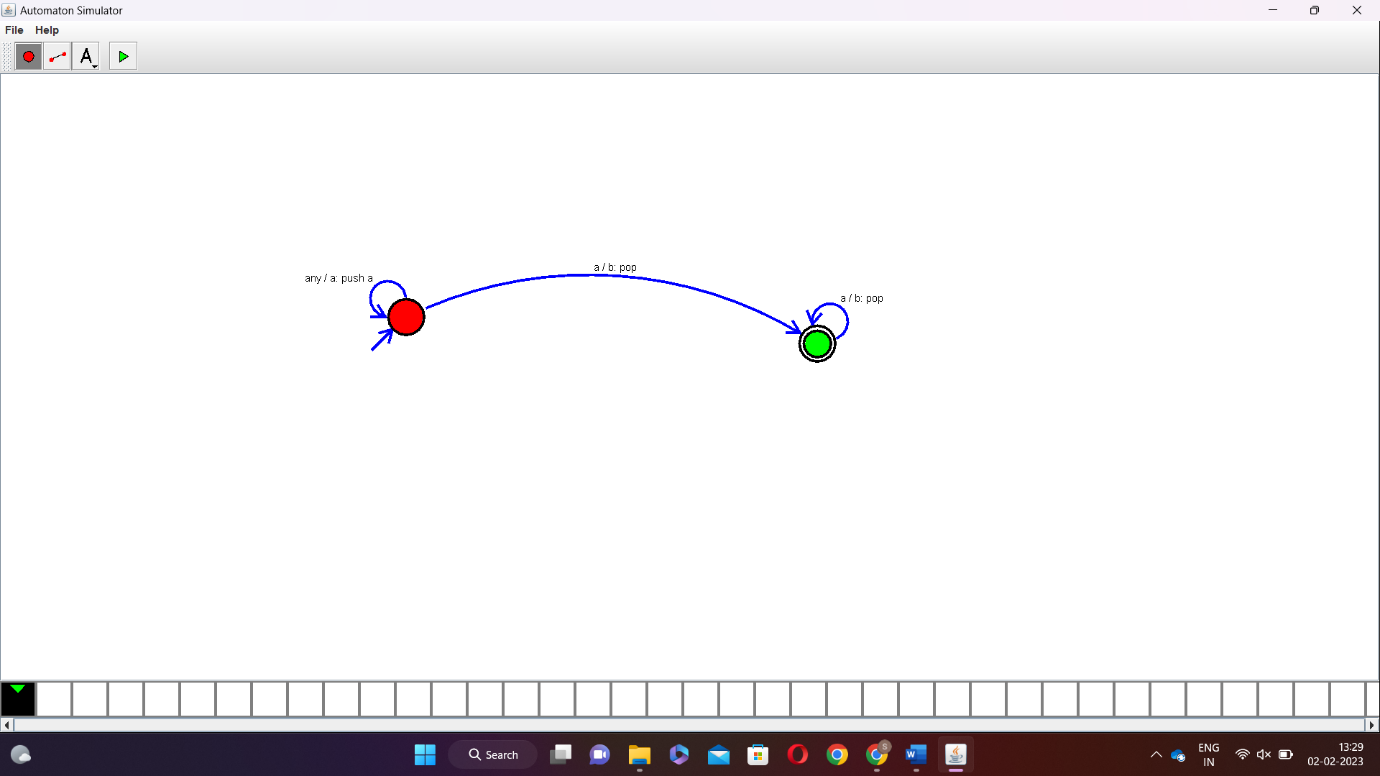 Automaton Simulator
File Help
A
a / b: pop
any / a: push a
a / b: pop
Search
S
W
ENG
IN
13:29
02-02-2023